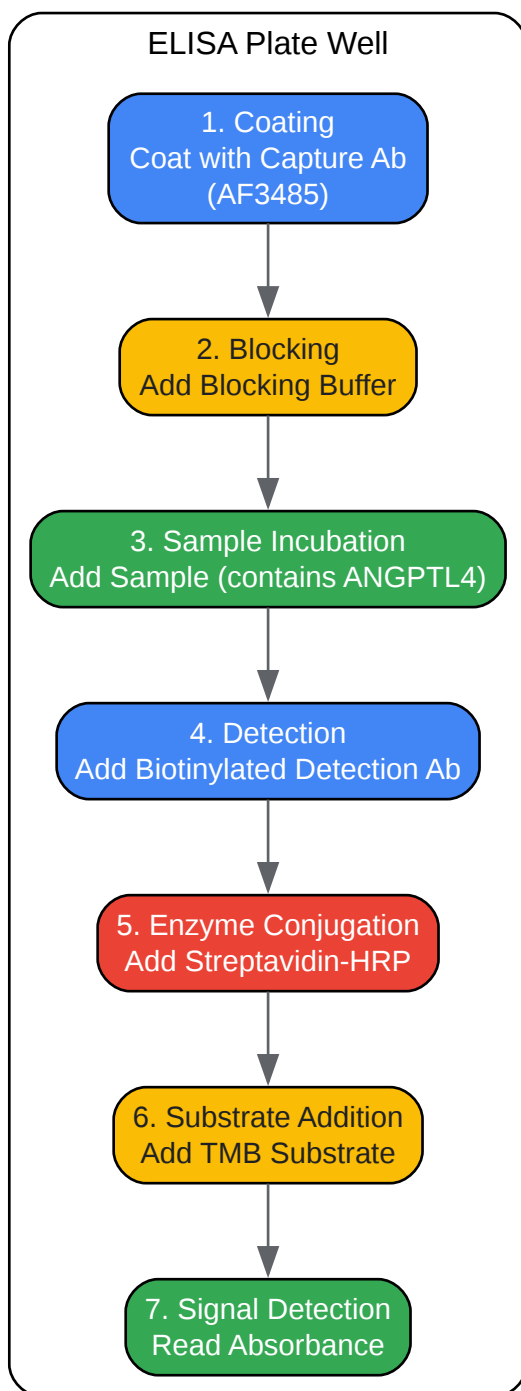 ELISA Plate Well
1. Coating
Coat with Capture Ab
(AF3485)
2. Blocking
Add Blocking Buffer
3. Sample Incubation
Add Sample (contains ANGPTL4)
4. Detection
Add Biotinylated Detection Ab
5. Enzyme Conjugation
Add Streptavidin-HRP
6. Substrate Addition
Add TMB Substrate
7. Signal Detection
Read Absorbance